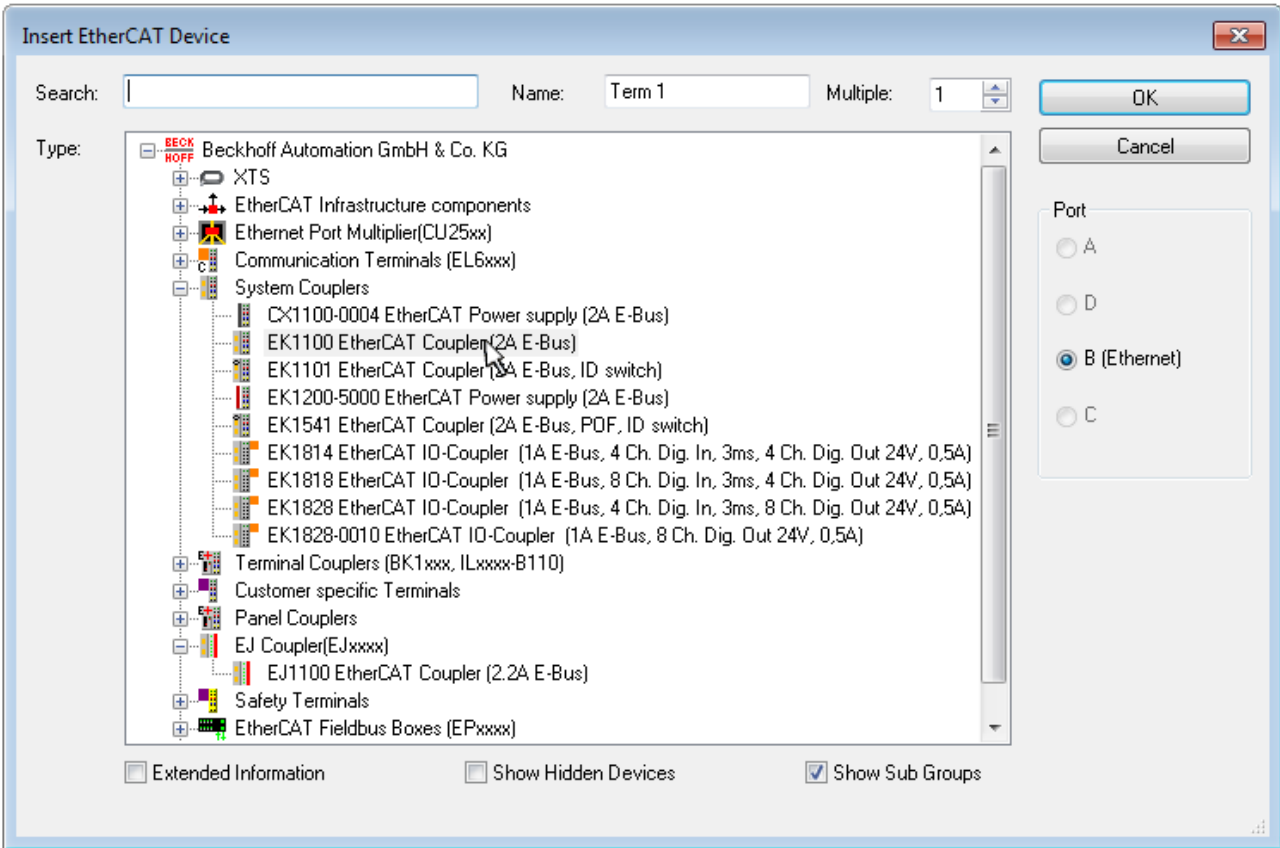 Insert EtherCAT Device
Search: Name: Term 1 Multiple: 1 OK
Cancel
Type:
BECKHOFF Beckhoff Automation GmbH & Co. KG
XTS
EtherCAT Infrastructure components
Ethernet Port Multiplier(CU25xx)
C Communication Terminals (EL6xxx)
System Couplers
CX1100-0004 EtherCAT Power supply (2A E-Bus)
EK1100 EtherCAT Coupler (2A E-Bus)
EK1101 EtherCAT Coupler (2A E-Bus, ID switch)
EK1200-5000 EtherCAT Power supply (2A E-Bus)
EK1541 EtherCAT Coupler (2A E-Bus, POF, ID switch)
EK1814 EtherCAT IO-Coupler (1A E-Bus, 4 Ch. Dig. In, 3ms, 4 Ch. Dig. Out 24V, 0,5A)
EK1818 EtherCAT IO-Coupler (1A E-Bus, 8 Ch. Dig. In, 3ms, 4 Ch. Dig. Out 24V, 0,5A)
EK1828 EtherCAT IO-Coupler (1A E-Bus, 4 Ch. Dig. In, 3ms, 8 Ch. Dig. Out 24V, 0,5A)
EK1828-0010 EtherCAT IO-Coupler (1A E-Bus, 8 Ch. Dig. Out 24V, 0,5A)
Terminal Couplers (BK1xxx, ILxxxx-B110)
Customer specific Terminals
Panel Couplers
EJ Coupler(EJxxxx)
EJ1100 EtherCAT Coupler (2.2A E-Bus)
Safety Terminals
EtherCAT Fieldbus Boxes (EPxxxx)
Port
A
D
B (Ethernet)
C
Extended Information Show Hidden Devices Show Sub Groups